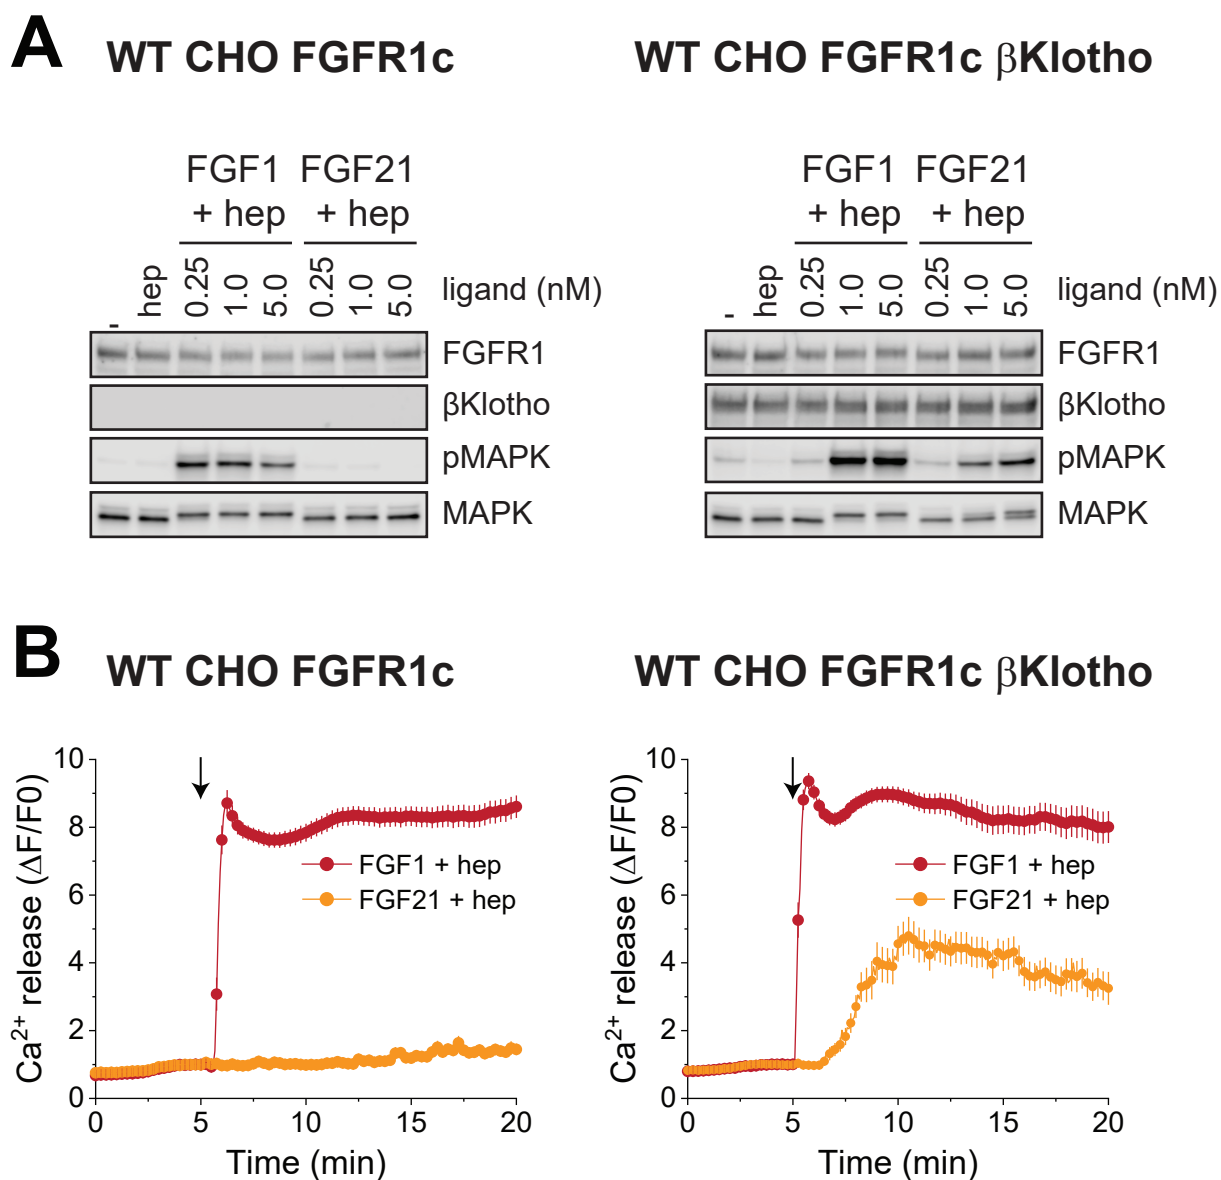 A
WT CHO FGFR1c
WT CHO FGFR1c βKlotho
FGF1 FGF21
+ hep + hep
- hep 0.25 1.0 5.0 0.25 1.0 5.0 ligand (nM)
FGFR1
βKlotho
pMAPK
MAPK
FGF1 FGF21
+ hep + hep
- hep 0.25 1.0 5.0 0.25 1.0 5.0 ligand (nM)
FGFR1
βKlotho
pMAPK
MAPK
B
WT CHO FGFR1c
WT CHO FGFR1c βKlotho
Ca2+ release (ΔF/F0)
10
8
6
4
2
0
FGF1 + hep
FGF21 + hep
0 5 10 15 20
Time (min)
Ca2+ release (ΔF/F0)
10
8
6
4
2
0
FGF1 + hep
FGF21 + hep
0 5 10 15 20
Time (min)